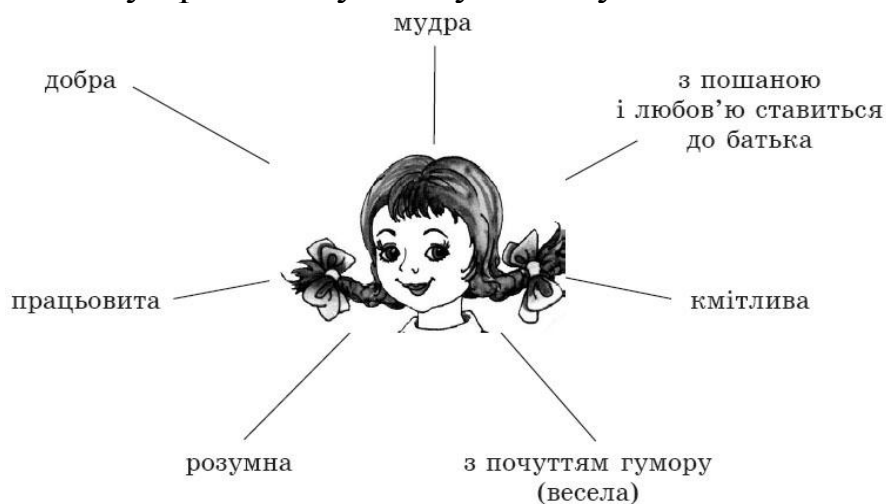 мудра
добра
з пошаною
і любов’ю ставиться
до батька
працьовита
кмітлива
розумна
з почуттям гумору
(весела)